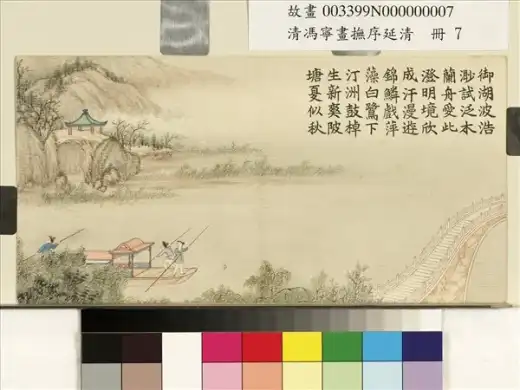 故畫 003399N000000007
清馮寧畫撫序延清 冊 7
御湖波浩
渺試泛木
蘭舟愛此
澄明境欣
成汗漫遊
錦鱗戲萍
藻白鷺下
汀洲鼓棹
生新爽陂
塘夏似秋